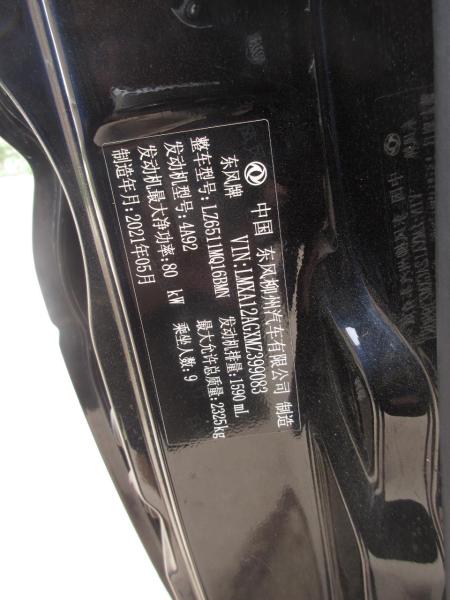 中国 东风柳州汽车有限公司 制造
VIN:LMXA12AGXMZ399083
东风牌
整车型号:LZ6511MQ16BMN 发动机排量:1590mL
发动机型号:4A92 最大允许总质量:2325kg
发动机最大净功率:80 kW 乘坐人数:9
制造年月:2021年05月